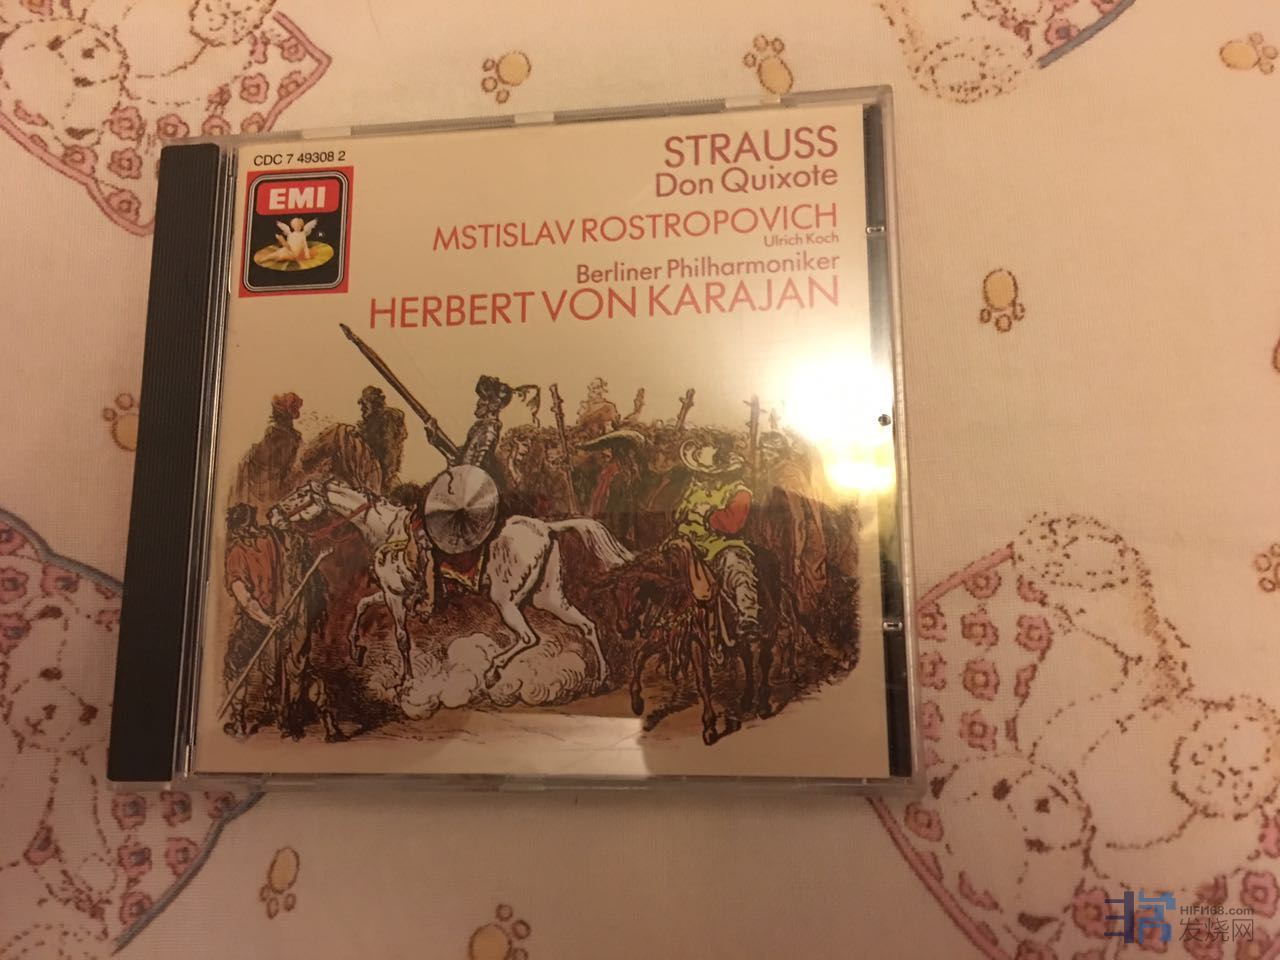 CDC 7 49308 2
EMI
STRAUSS
Don Quixote
MSTISLAV ROSTROPOVICH
Ulrich Koch
Berliner Philharmoniker
HERBERT VON KARAJAN
HIFI168.com
发烧网